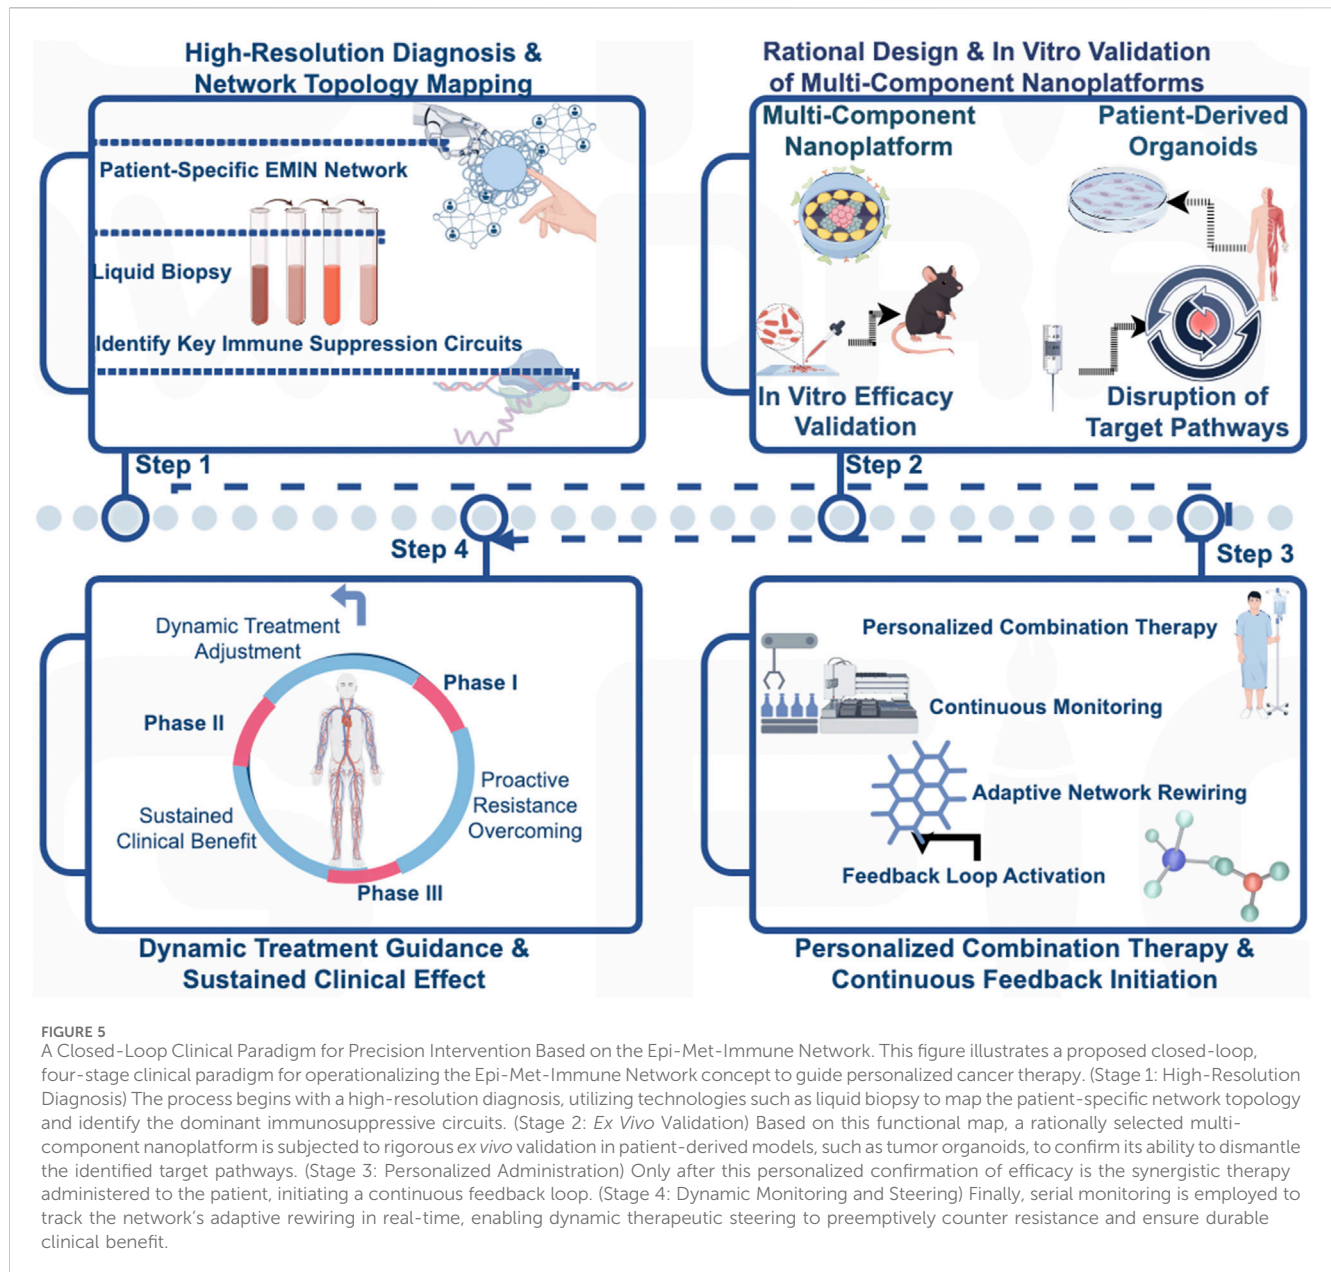 High-Resolution Diagnosis &
Network Topology Mapping
Patient-Specific EMIN Network
Liquid Biopsy
Identify Key Immune Suppression Circuits
Step 1
Rational Design & In Vitro Validation
of Multi-Component Nanoplatforms
Multi-Component
Nanoplatform
Patient-Derived
Organoids
In Vitro Efficacy
Validation
Disruption of
Target Pathways
Step 2
Step 4
Step 3
Dynamic Treatment
Adjustment
Phase I
Phase II
Proactive
Resistance
Overcoming
Sustained
Clinical Benefit
Phase III
Dynamic Treatment Guidance &
Sustained Clinical Effect
Personalized Combination Therapy
Continuous Monitoring
Adaptive Network Rewiring
Feedback Loop Activation
Personalized Combination Therapy &
Continuous Feedback Initiation
FIGURE 5
A Closed-Loop Clinical Paradigm for Precision Intervention Based on the Epi-Met-Immune Network. This figure illustrates a proposed closed-loop,
four-stage clinical paradigm for operationalizing the Epi-Met-Immune Network concept to guide personalized cancer therapy. (Stage 1: High-Resolution
Diagnosis) The process begins with a high-resolution diagnosis, utilizing technologies such as liquid biopsy to map the patient-specific network topology
and identify the dominant immunosuppressive circuits. (Stage 2: Ex Vivo Validation) Based on this functional map, a rationally selected multi-
component nanoplatform is subjected to rigorous ex vivo validation in patient-derived models, such as tumor organoids, to confirm its ability to dismantle
the identified target pathways. (Stage 3: Personalized Administration) Only after this personalized confirmation of efficacy is the synergistic therapy
administered to the patient, initiating a continuous feedback loop. (Stage 4: Dynamic Monitoring and Steering) Finally, serial monitoring is employed to
track the network's adaptive rewiring in real-time, enabling dynamic therapeutic steering to preemptively counter resistance and ensure durable
clinical benefit.